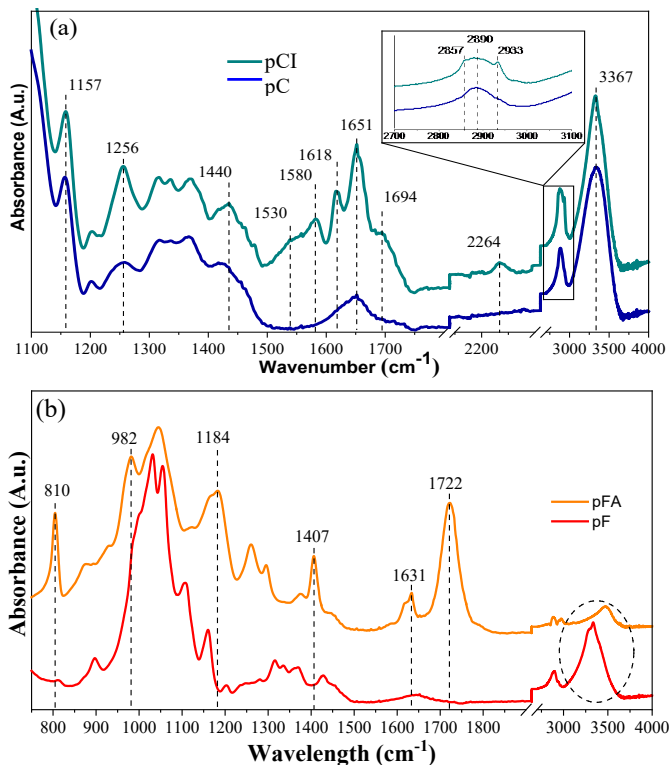 (a)
pCI
pC
1157
1256
1440
1530
1580
1618
1651
1694
2264
3367
2857
2890
2933
2700 2800 2900 3000 3100
Absorbance (A.u.)
1100 1200 1300 1400 1500 1600 1700 2200 3000 3500 4000
Wavenumber (cm-1)
(b)
pFA
pF
810
982
1184
1407
1631
1722
Absorbance (A.u.)
800 900 1000 1100 1200 1300 1400 1500 1600 1700 1800 3000 3500 4000
Wavelength (cm-1)